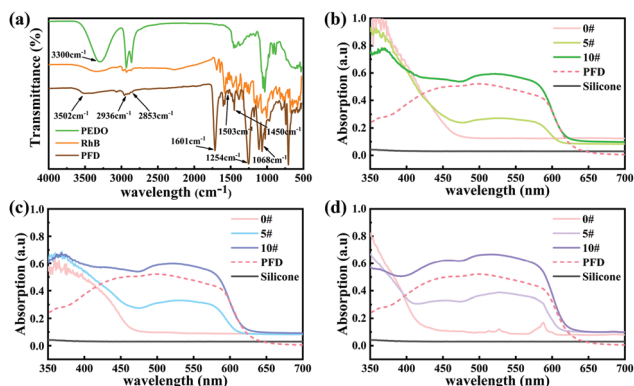 (a)
Transmittance (%)
3300cm-1
3502cm-1
2936cm-1
2853cm-1
1503cm-1
1450cm-1
1601cm-1
1254cm-1
1068cm-1
PEDO
RhB
PFD
4000 3500 3000 2500 2000 1500 1000 500
wavelength (cm-1)
(b)
Absorption (a.u)
1.0
0.8
0.6
0.4
0.2
0.0
0#
5#
10#
PFD
Silicone
350 400 450 500 550 600 650 700
wavelength (nm)
(c)
Absorption (a.u)
1.0
0.8
0.6
0.4
0.2
0.0
0#
5#
10#
PFD
Silicone
350 400 450 500 550 600 650 700
wavelength (nm)
(d)
Absorption (a.u)
1.0
0.8
0.6
0.4
0.2
0.0
0#
5#
10#
PFD
Silicone
350 400 450 500 550 600 650 700
wavelength (nm)